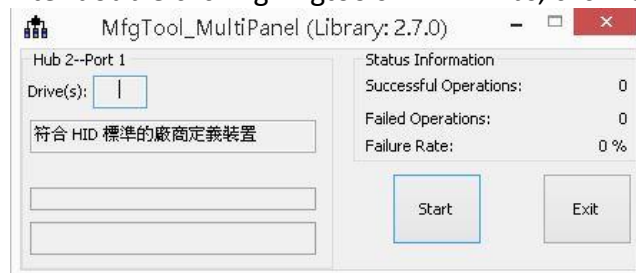 MfgTool_MultiPanel (Library: 2.7.0)
Hub 2--Port 1
Drive(s):
符合 HID 標準的廠商定義裝置
Status Information
Successful Operations: 0
Failed Operations: 0
Failure Rate: 0 %
Start
Exit